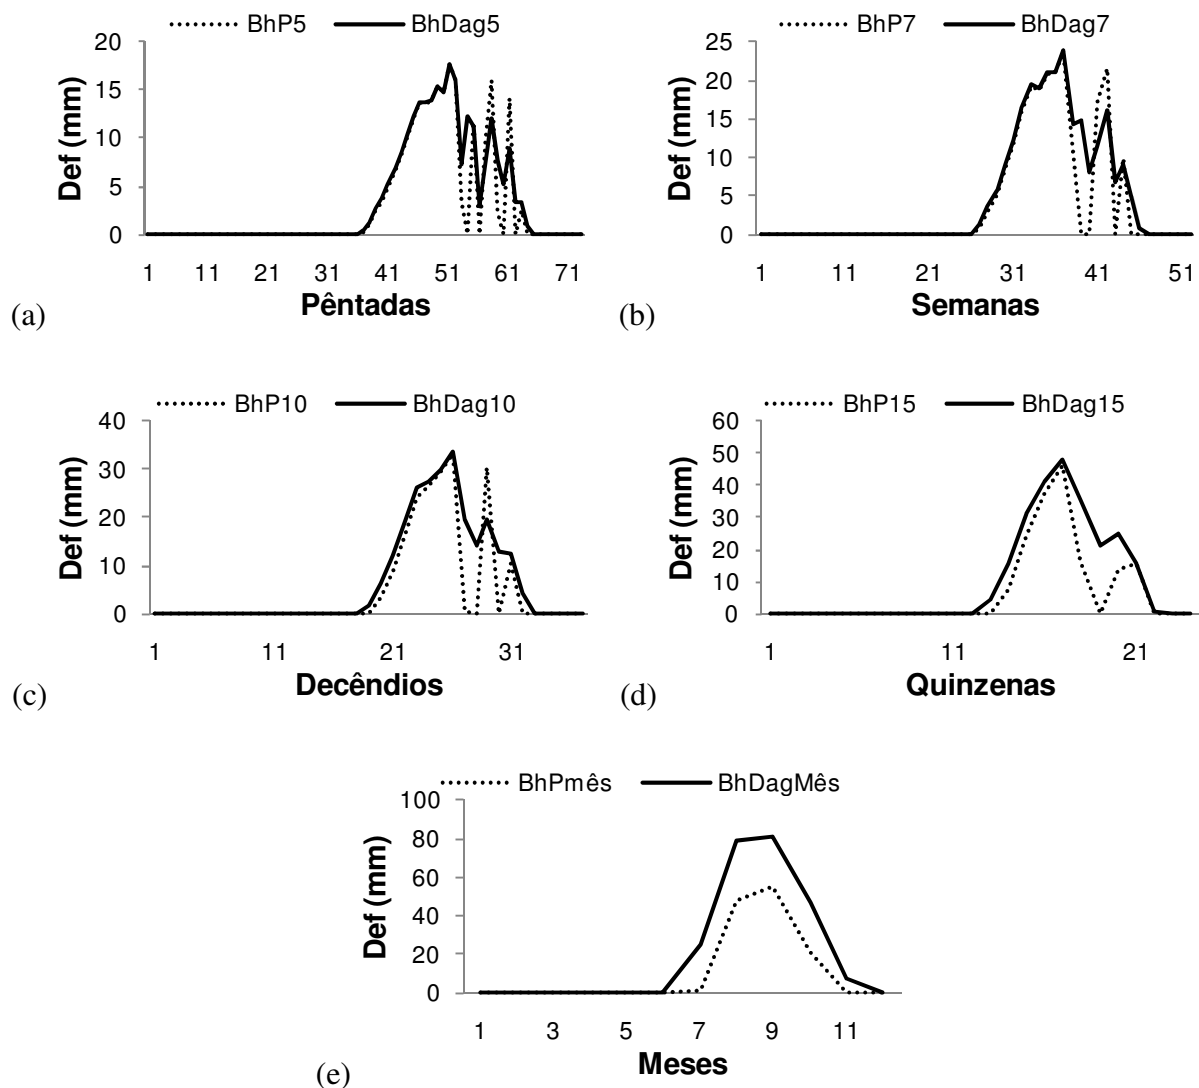 BhP5 BhDag5
20
15
10
5
0
Def (mm)
1 11 21 31 41 51 61 71
Pêntadas
(a)
BhP7 BhDag7
25
20
15
10
5
0
Def (mm)
1 11 21 31 41 51
Semanas
(b)
BhP10 BhDag10
40
30
20
10
0
Def (mm)
1 11 21 31
Decêndios
(c)
BhP15 BhDag15
60
50
40
30
20
10
0
Def (mm)
1 11 21
Quinzenas
(d)
BhPmês BhDagMês
100
80
60
40
20
0
Def (mm)
1 3 5 7 9 11
Meses
(e)